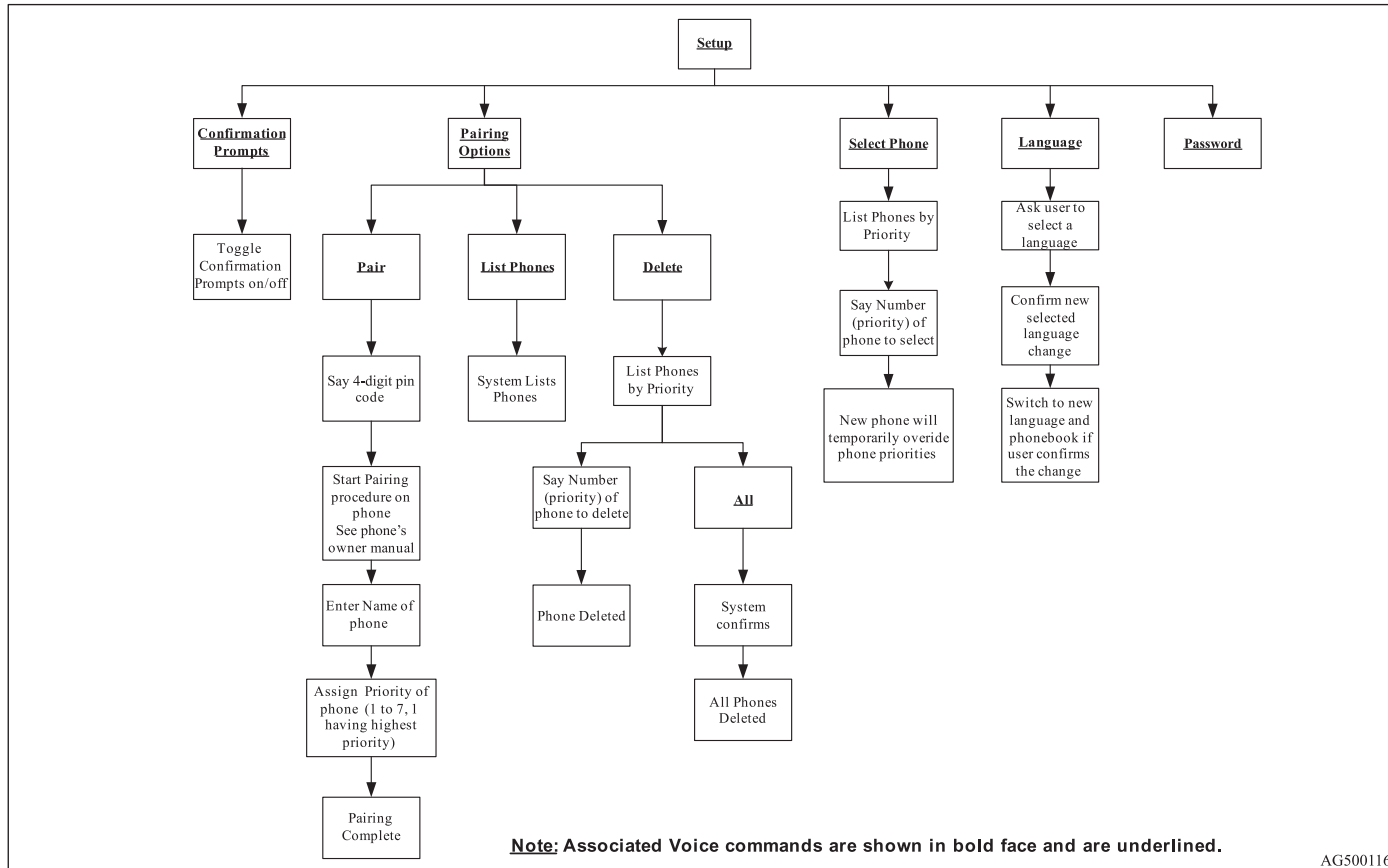 Setup
Confirmation
Prompts
Pairing
Options
Select Phone
Language
Password
Toggle
Confirmation
Prompts on/off
Pair
List Phones
Delete
List Phones by
Priority
Ask user to
select a
language
Say 4-digit pin
code
System Lists
Phones
List Phones
by Priority
Say Number
(priority) of
phone to select
Confirm new
selected
language
change
Start Pairing
procedure on
phone
See phone's
owner manual
Say Number
(priority) of
phone to delete
All
New phone will
temporarily overide
phone priorities
Switch to new
language and
phonebook if
user confirms
the change
Enter Name of
phone
Phone Deleted
System
confirms
Assign Priority of
phone (1 to 7, 1
having highest
priority)
All Phones
Deleted
Pairing
Complete
Note: Associated Voice commands are shown in bold face and are underlined.
AG500116